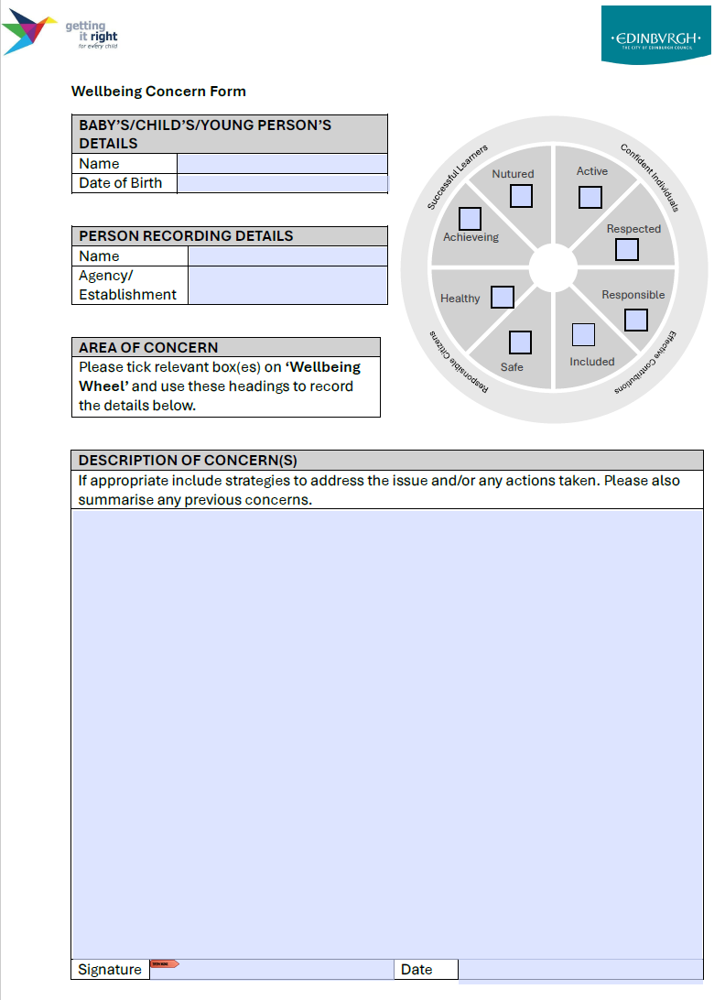 getting
it right
for every child
·EDINBVRGH·
THE CITY OF EDINBURGH COUNCIL
Wellbeing Concern Form
BABY'S/CHILD'S/YOUNG PERSON'S
DETAILS
Name
Date of Birth
PERSON RECORDING DETAILS
Name
Agency/
Establishment
AREA OF CONCERN
Please tick relevant box(es) on ‘Wellbeing
Wheel’ and use these headings to record
the details below.
Successful Learners
Confident Individuals
Nutured
Active
Achieveing
Respected
Healthy
Responsible
Safe
Included
Responsible Citizens
Effective Contributions
DESCRIPTION OF CONCERN(S)
If appropriate include strategies to address the issue and/or any actions taken. Please also
summarise any previous concerns.
Signature
Date